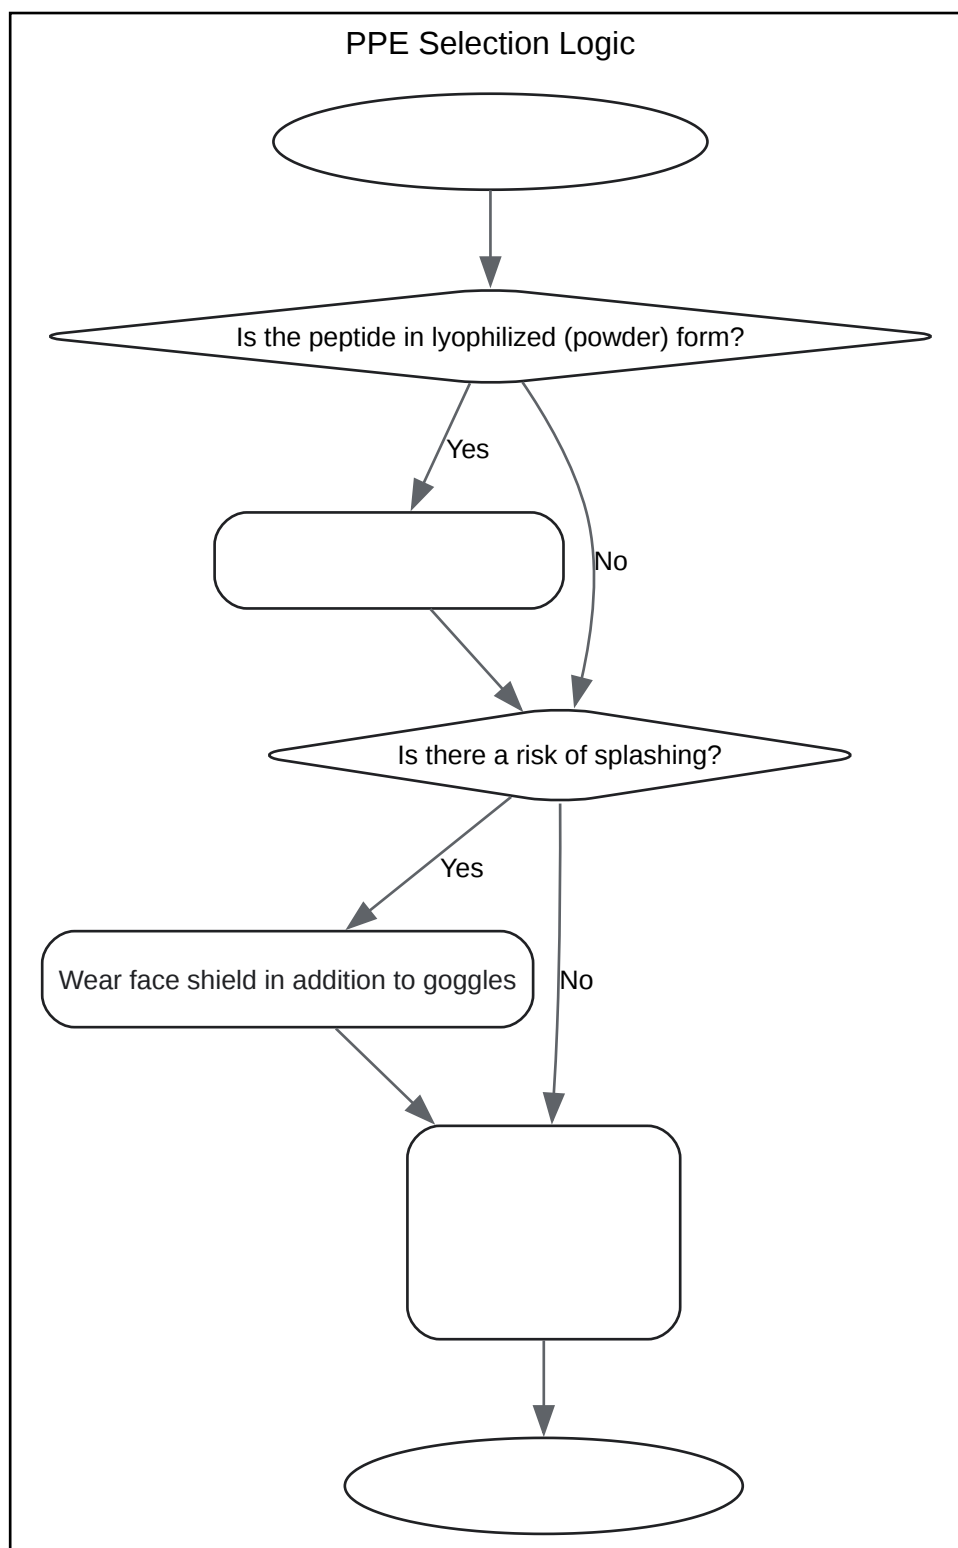 PPE Selection Logic
Is the peptide in lyophilized (powder) form?
Yes
No
Is there a risk of splashing?
Yes
Wear face shield in addition to goggles
No